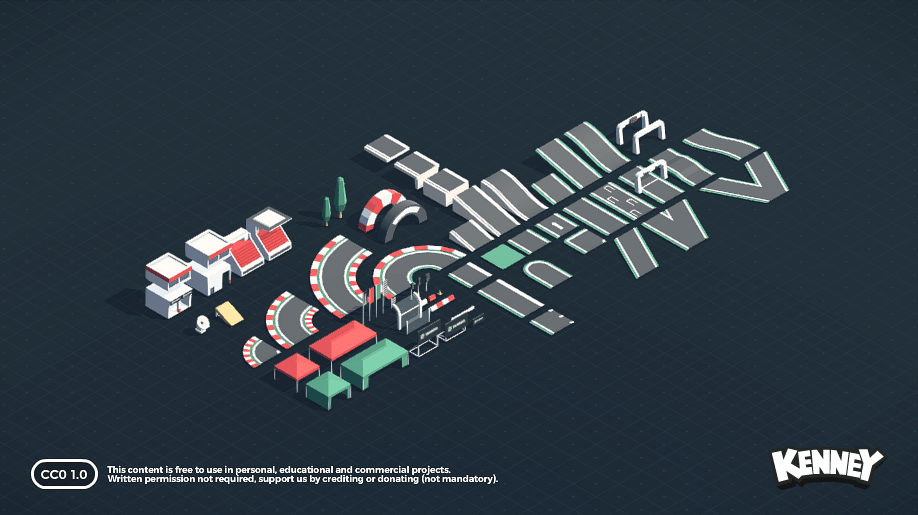 CC0 1.0
This content is free to use in personal, educational and commercial projects.
Written permission not required, support us by crediting or donating (not mandatory).
KENNEY